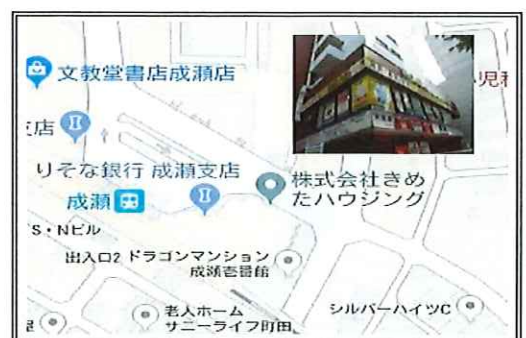 文教堂書店成瀬店
児科
店
りそな銀行 成瀬支店
成瀬
株式会社きめ
たハウジング
S・Nビル
出入口2
ドラゴンマンション
成瀬壱番館
老人ホーム
サニーライフ町田
シルバーハイツC